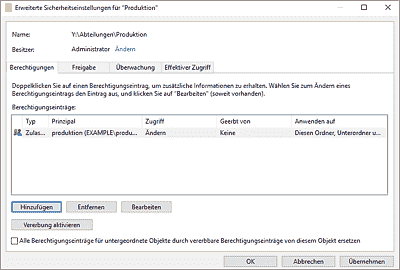 Erweiterte Sicherheitseinstellungen für "Produktion"
Name: Y:\Abteilungen\Produktion
Besitzer: Administrator Ändern
Berechtigungen Freigabe Überwachung Effektiver Zugriff
Doppelklicken Sie auf einen Berechtigungseintrag, um zusätzliche Informationen zu erhalten. Wählen Sie zum Ändern eines
Berechtigungseintrags den Eintrag aus, und klicken Sie auf "Bearbeiten" (soweit vorhanden).
Berechtigungseinträge:
Typ Prinzipal Zugriff Geerbt von Anwenden auf
Zulas... produktion (EXAMPLE\produ... Ändern Keine Diesen Ordner, Unterordner u...
Hinzufügen Entfernen Bearbeiten
Vererbung aktivieren
Alle Berechtigungseinträge für untergeordnete Objekte durch vererbbare Berechtigungseinträge von diesem Objekt ersetzen
OK Abbrechen Übernehmen